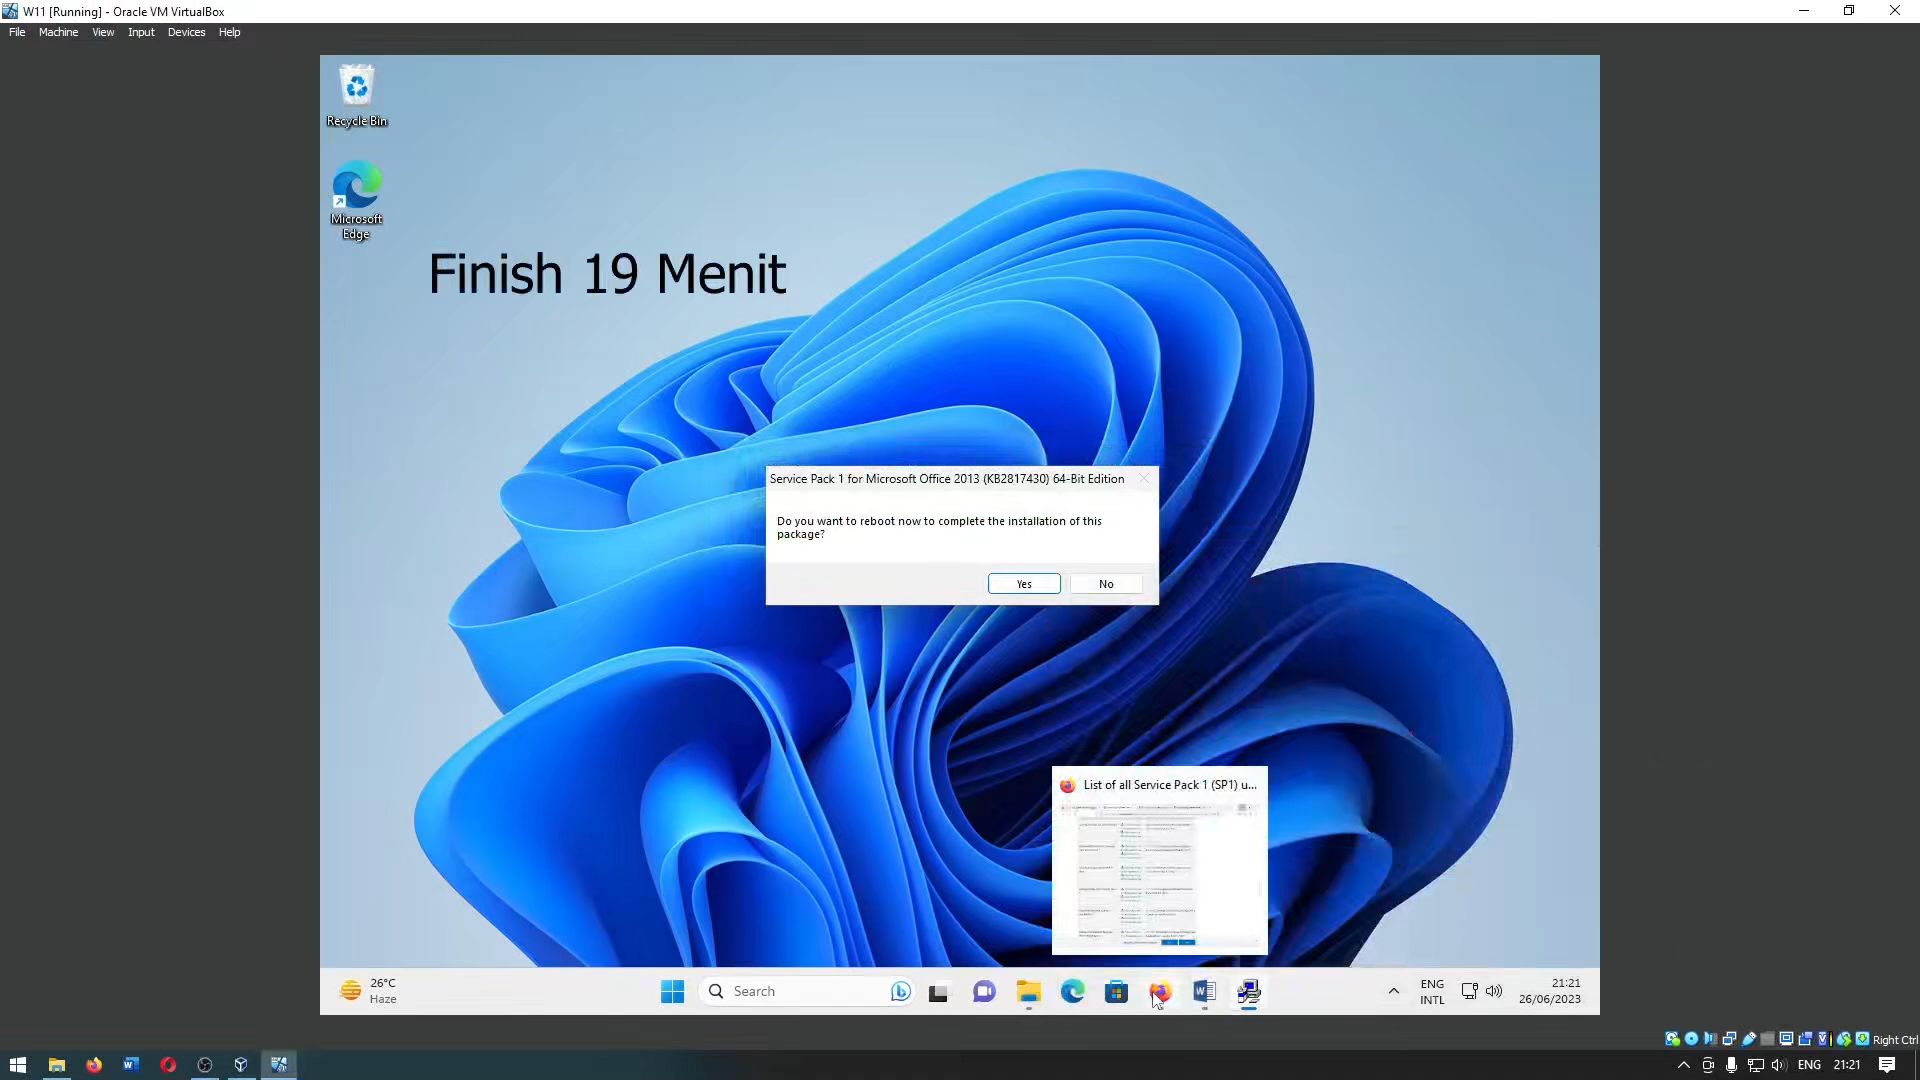 W11 [Running] - Oracle VM VirtualBox
File Machine View Input Devices Help
Recycle Bin
Microsoft
Edge
Finish 19 Menit
Service Pack 1 for Microsoft Office 2013 (KB2817430) 64-Bit Edition
Do you want to reboot now to complete the installation of this
package?
Yes No
List of all Service Pack 1 (SP1) u...
26°C
Haze
Search
ENG
INTL
21:21
26/06/2023
Right Ctrl
ENG 21:21